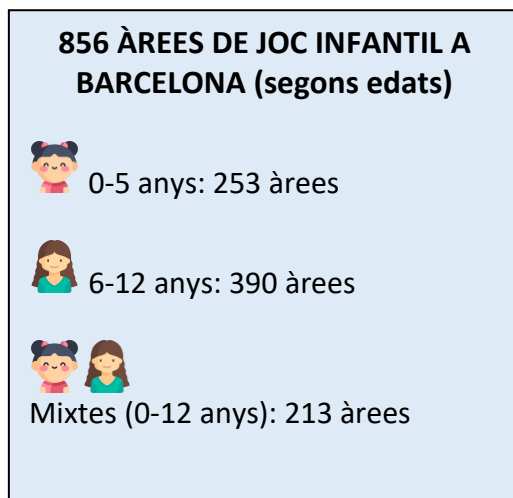 856 ÀREES DE JOC INFANTIL A
BARCELONA (segons edats)
0-5 anys: 253 àrees
6-12 anys: 390 àrees
Mixtes (0-12 anys): 213 àrees